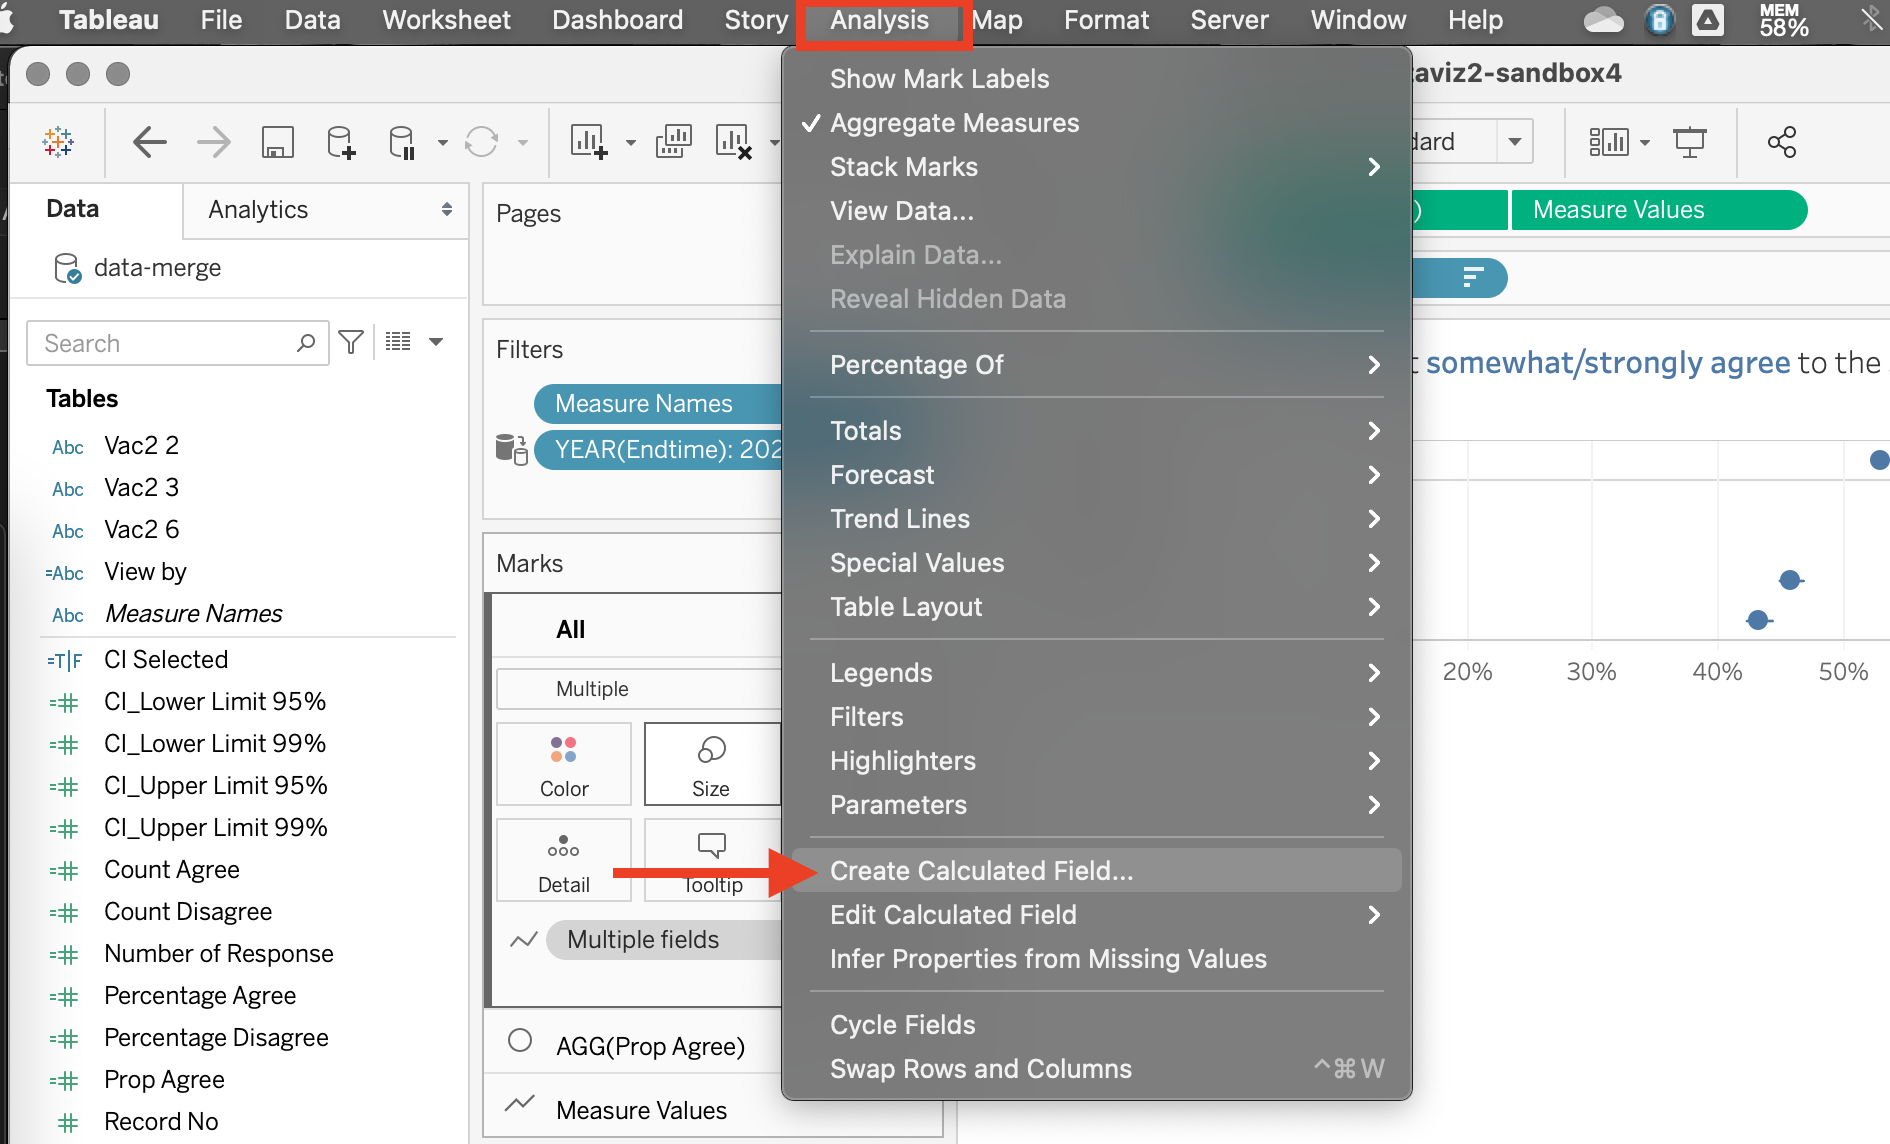 Tableau File Data Worksheet Dashboard Story Analysis Map Format Server Window Help MEM 58%
Show Mark Labels
taviz2-sandbox4
Aggregate Measures
dard
Stack Marks
Data Analytics Pages
View Data...
) Measure Values
data-merge
Explain Data...
Reveal Hidden Data
Search
Filters
Percentage Of
somewhat/strongly agree to the
Tables
Measure Names
Totals
Abc Vac2 2
YEAR(Endtime): 202
Forecast
Abc Vac2 3
Trend Lines
Abc Vac2 6
Marks
Special Values
=Abc View by
Table Layout
Abc Measure Names
All
=T|F CI Selected
Legends
20% 30% 40% 50%
Multiple
=# CI_Lower Limit 95%
Filters
=# CI_Lower Limit 99%
Highlighters
=# CI_Upper Limit 95%
Color Size
Parameters
=# CI_Upper Limit 99%
=# Count Agree
Create Calculated Field...
Detail Tooltip
=# Count Disagree
Edit Calculated Field
Multiple fields
=# Number of Response
Infer Properties from Missing Values
=# Percentage Agree
Cycle Fields
=# Percentage Disagree
AGG(Prop Agree)
=# Prop Agree
Swap Rows and Columns ^⌘W
Measure Values
# Record No